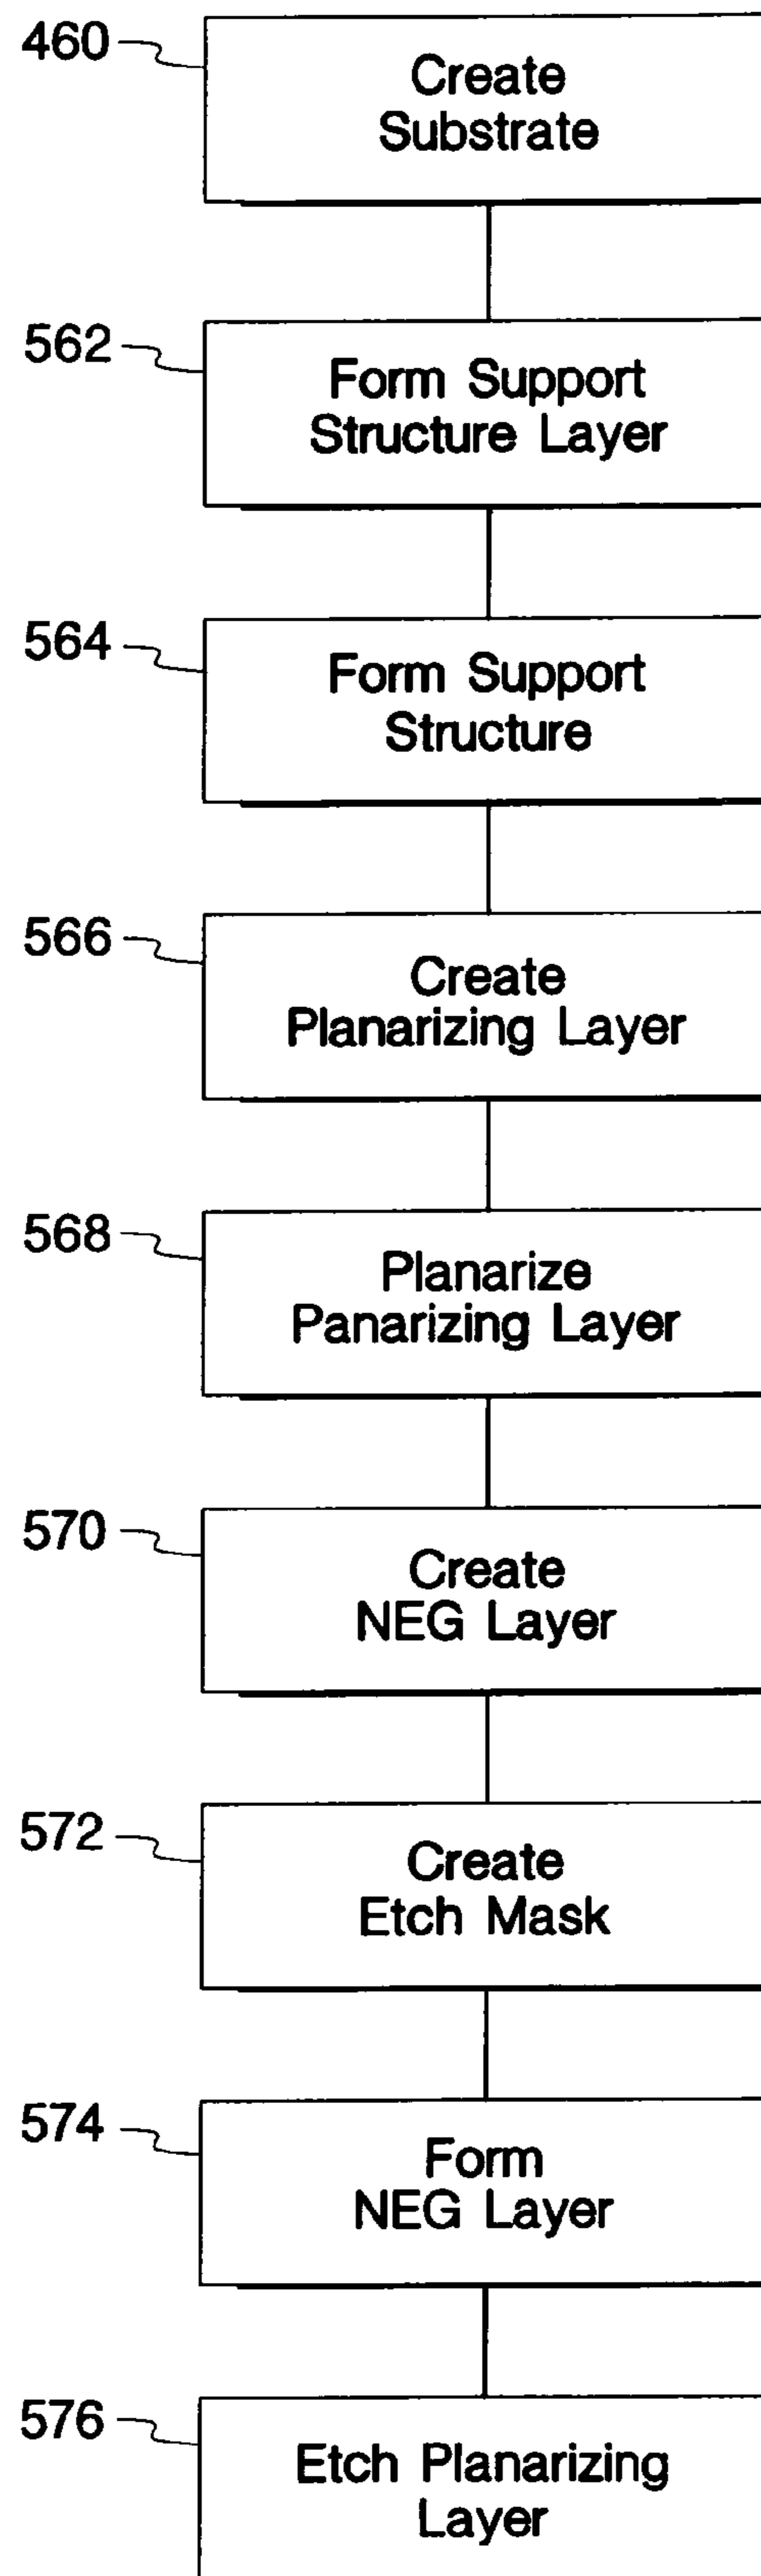 460
Create
Substrate
562
Form Support
Structure Layer
564
Form Support
Structure
566
Create
Planarizing Layer
568
Planarize
Panarizing Layer
570
Create
NEG Layer
572
Create
Etch Mask
574
Form
NEG Layer
576
Etch Planarizing
Layer